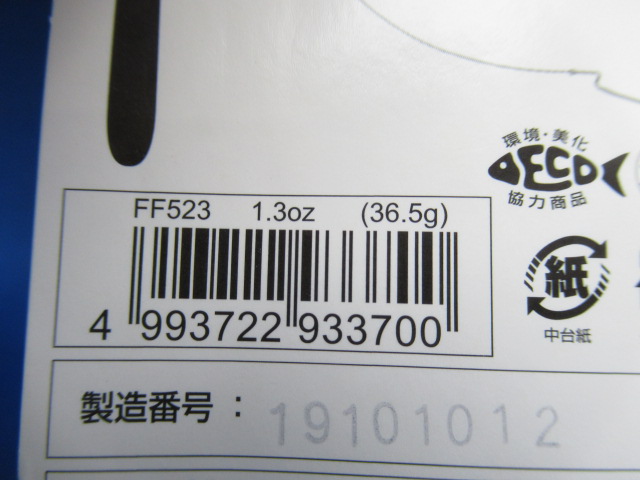 環境・美化
ECO
協力商品
FF523 1.3oz (36.5g)
4 993722 933700
紙
中台紙
製造番号 : 19101012